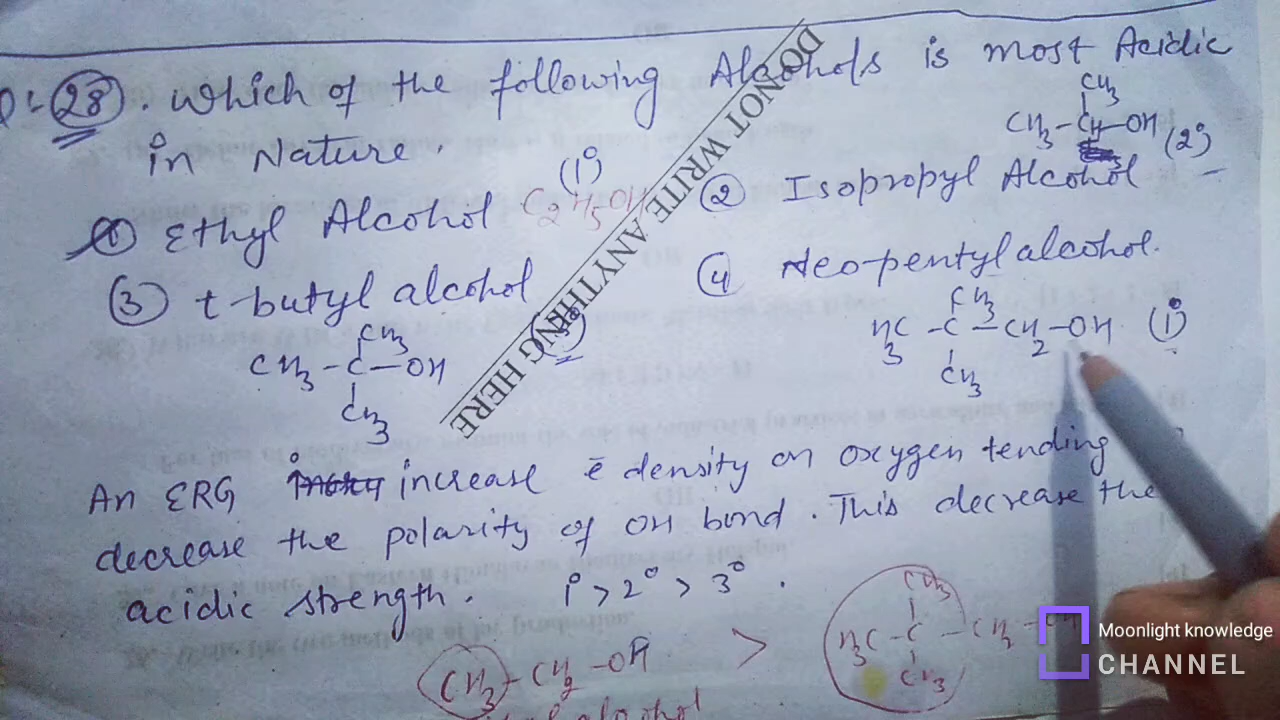 28. Which of the following Alcohols is most Acidic
in Nature.
CH3
CH3 - CH - OH (2°)
(1°)
① Ethyl Alcohol C2H5OH
② Isopropyl Alcohol
③ t-butyl alcohol
④ Neo-pentyl alcohol.
CH3
CH3 - C - OH
CH3
CH3
H3C - C - CH2 - OH (1°)
CH3
DO NOT WRITE ANYTHING HERE
An ERG increase ē density on oxygen tending
decrease the polarity of OH bond. This decrease the
acidic strength. 1° > 2° > 3°.
CH3 - CH2 - OH >
CH3
H3C - C - CH2
CH3
alcohol
Moonlight knowledge
CHANNEL